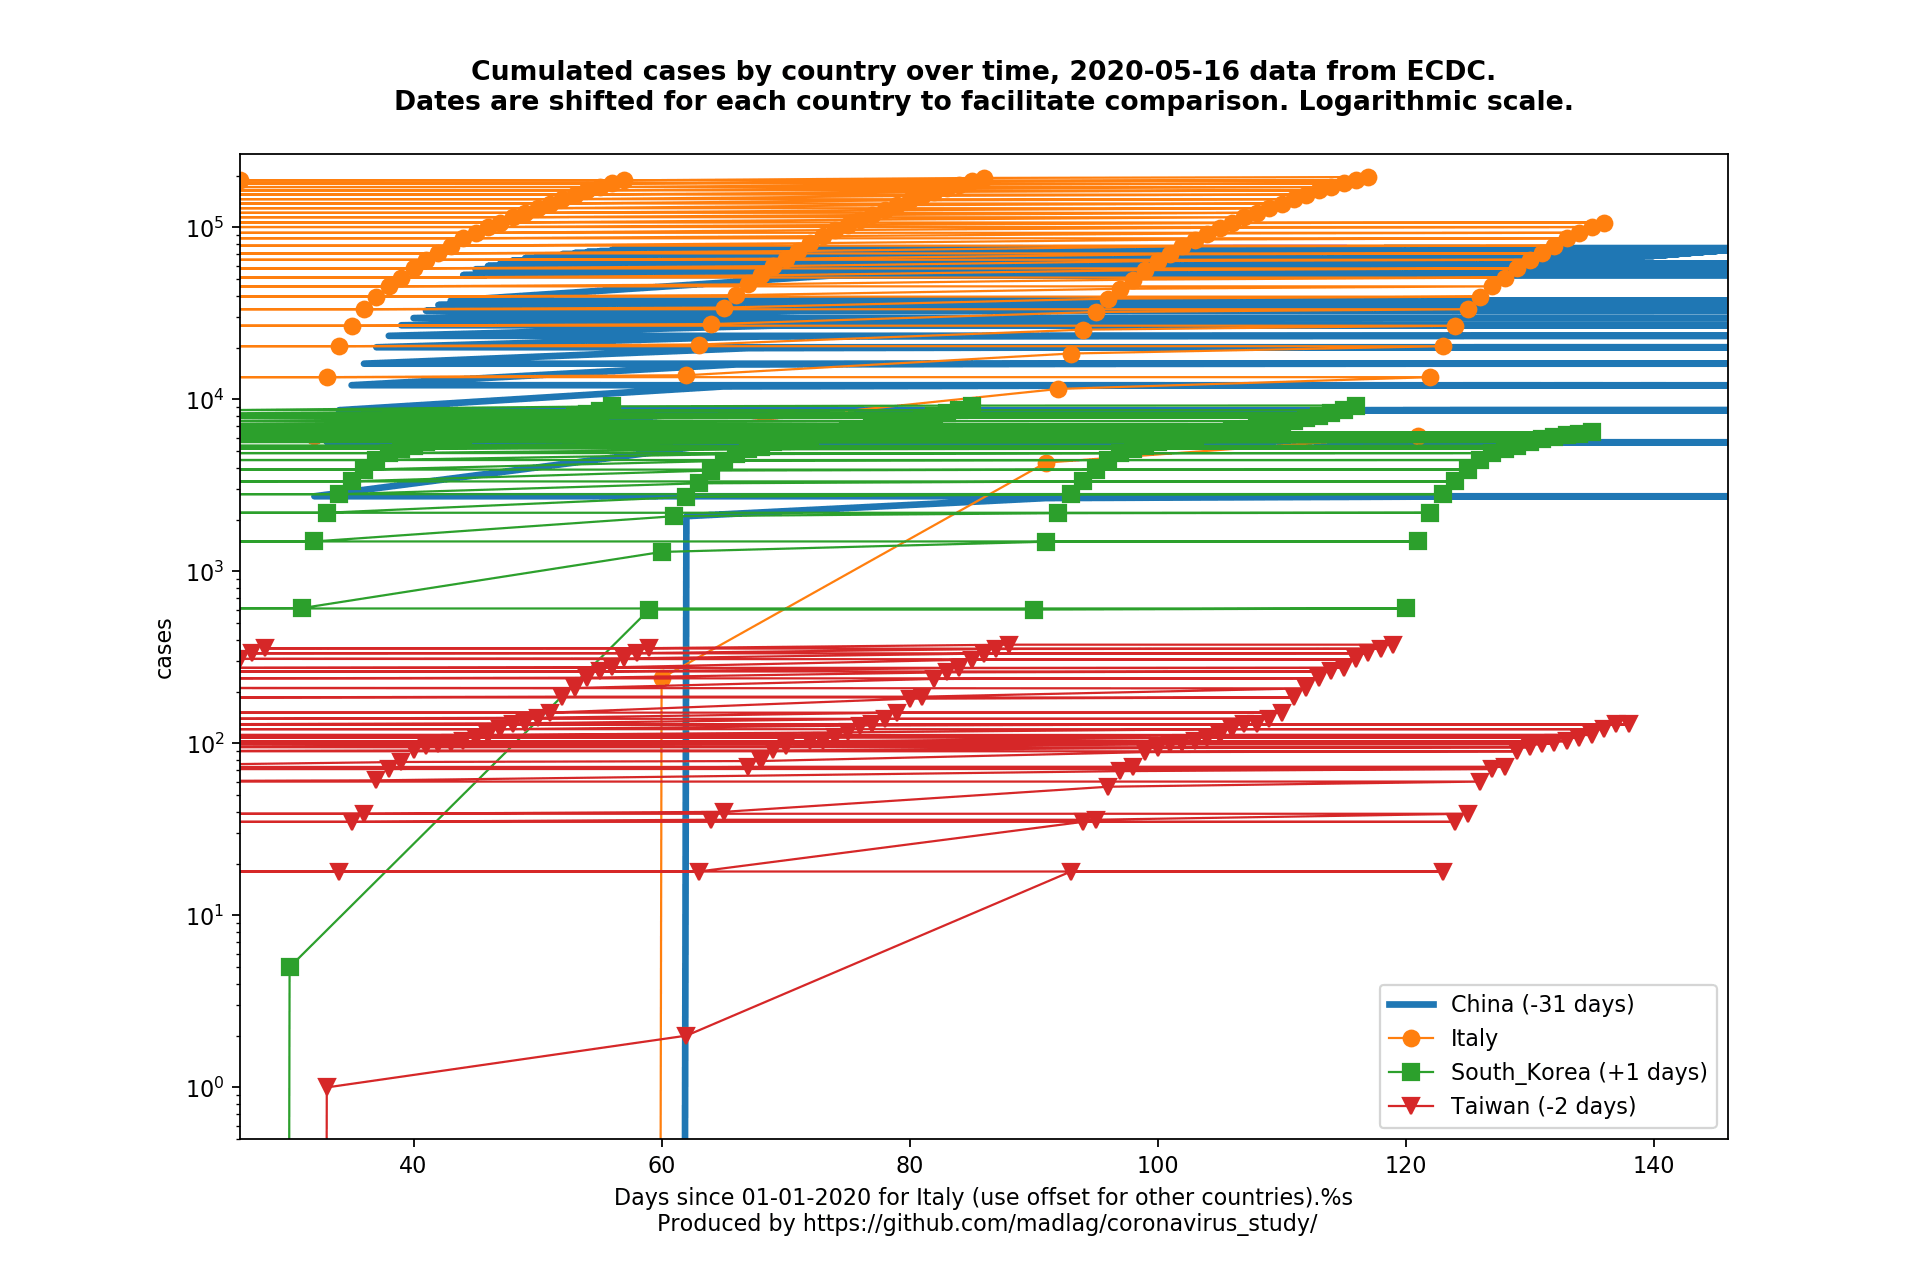 Cumulated cases by country over time, 2020-05-16 data from ECDC.
Dates are shifted for each country to facilitate comparison. Logarithmic scale.
cases
10^5
10^4
10^3
10^2
10^1
10^0
China (-31 days)
Italy
South_Korea (+1 days)
Taiwan (-2 days)
40 60 80 100 120 140
Days since 01-01-2020 for Italy (use offset for other countries).%s
Produced by https://github.com/madlag/coronavirus_study/